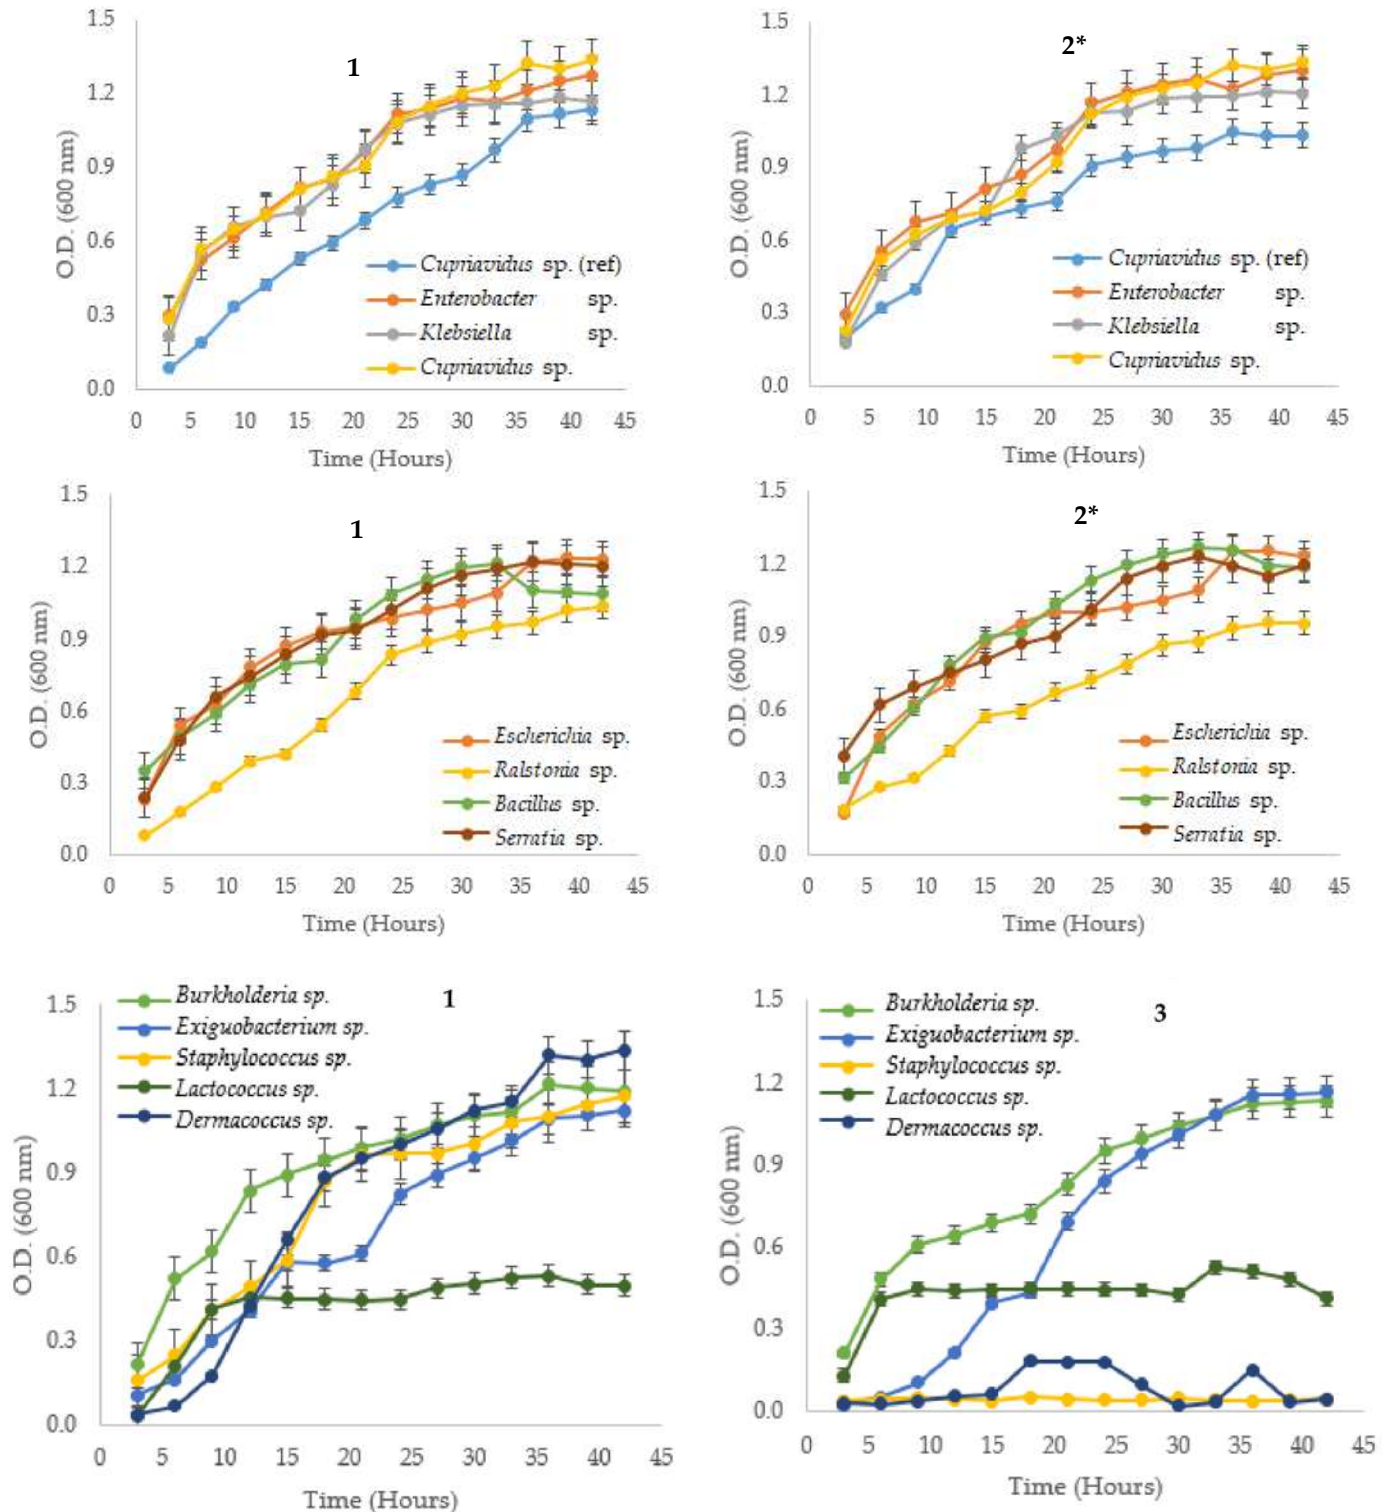 1
O.D. (600 nm)
1.5
1.2
0.9
0.6
0.3
0.0
Cupriavidus sp. (ref)
Enterobacter sp.
Klebsiella sp.
Cupriavidus sp.
0 5 10 15 20 25 30 35 40 45
Time (Hours)
2*
O.D. (600 nm)
1.5
1.2
0.9
0.6
0.3
0.0
Cupriavidus sp. (ref)
Enterobacter sp.
Klebsiella sp.
Cupriavidus sp.
0 5 10 15 20 25 30 35 40 45
Time (Hours)
1
O.D. (600 nm)
1.5
1.2
0.9
0.6
0.3
0.0
Escherichia sp.
Ralstonia sp.
Bacillus sp.
Serratia sp.
0 5 10 15 20 25 30 35 40 45
Time (Hours)
2*
O.D. (600 nm)
1.5
1.2
0.9
0.6
0.3
0.0
Escherichia sp.
Ralstonia sp.
Bacillus sp.
Serratia sp.
0 5 10 15 20 25 30 35 40 45
Time (Hours)
Burkholderia sp.
Exiguobacterium sp.
Staphylococcus sp.
Lactococcus sp.
Dermacoccus sp.
1
O.D. (600 nm)
1.5
1.2
0.9
0.6
0.3
0.0
0 5 10 15 20 25 30 35 40 45
Time (Hours)
Burkholderia sp.
Exiguobacterium sp.
Staphylococcus sp.
Lactococcus sp.
Dermacoccus sp.
3
O.D. (600 nm)
1.5
1.2
0.9
0.6
0.3
0.0
0 5 10 15 20 25 30 35 40 45
Time (Hours)